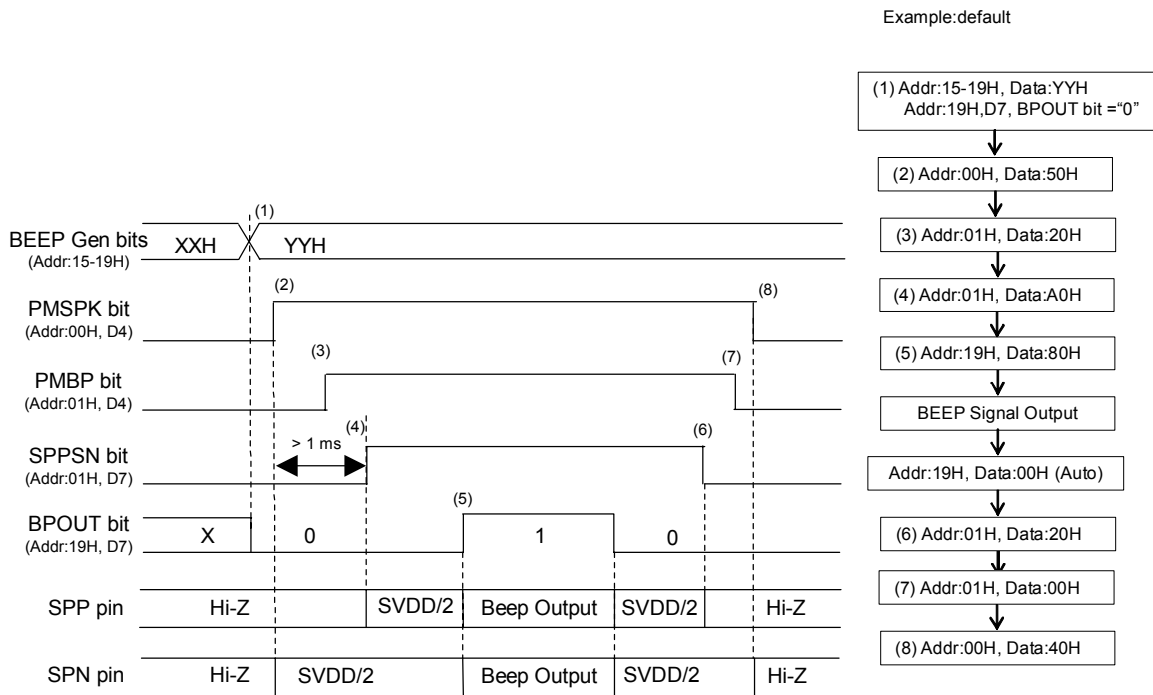 Example:default
(1) Addr:15-19H, Data:YYH
Addr:19H,D7, BPOUT bit =“0”
(2) Addr:00H, Data:50H
(3) Addr:01H, Data:20H
(4) Addr:01H, Data:A0H
(5) Addr:19H, Data:80H
BEEP Signal Output
Addr:19H, Data:00H (Auto)
(6) Addr:01H, Data:20H
(7) Addr:01H, Data:00H
(8) Addr:00H, Data:40H
(1)
BEEP Gen bits XXH YYH
(Addr:15-19H)
(2) (8)
PMSPK bit
(Addr:00H, D4)
(3) (7)
PMBP bit
(Addr:01H, D4)
(4) (6)
> 1 ms
SPPSN bit
(Addr:01H, D7)
(5)
BPOUT bit X 0 1 0
(Addr:19H, D7)
SPP pin Hi-Z SVDD/2 Beep Output SVDD/2 Hi-Z
SPN pin Hi-Z SVDD/2 Beep Output SVDD/2 Hi-Z